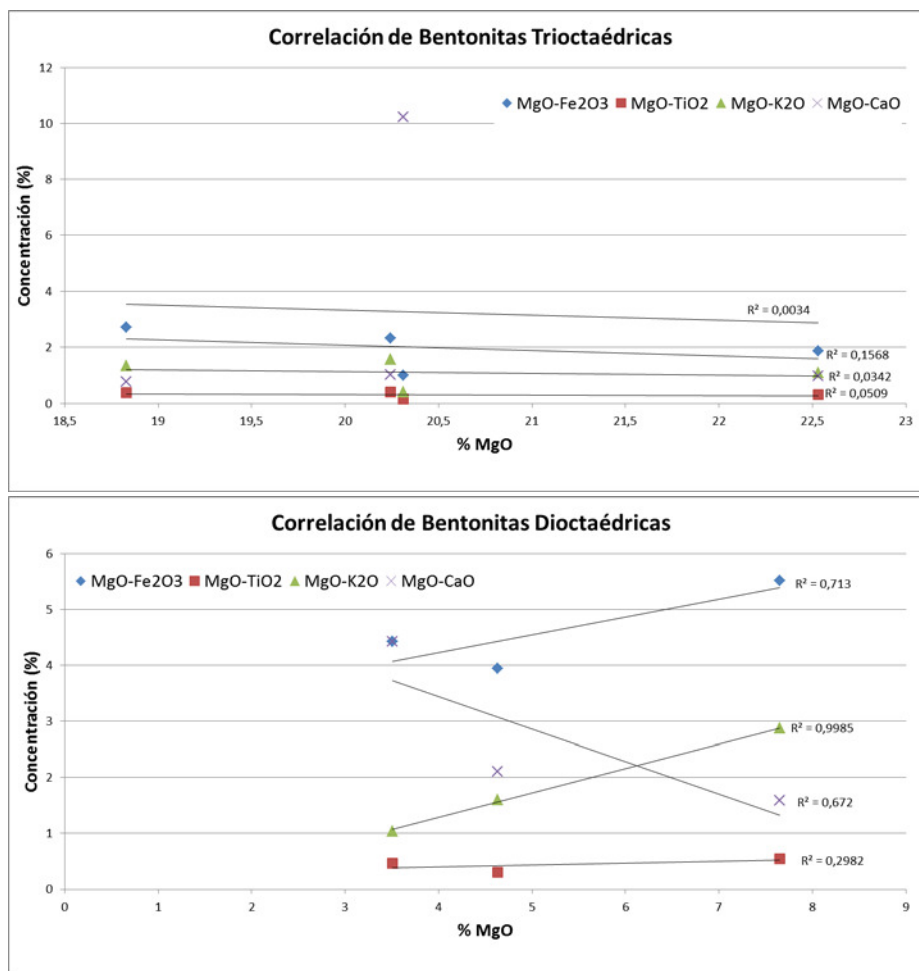 Correlación de Bentonitas Trioctaédricas
12
10
8
6
4
2
0
Concentración (%)
MgO-Fe2O3 MgO-TiO2 MgO-K2O MgO-CaO
R² = 0,0034
R² = 0,1568
R² = 0,0342
R² = 0,0509
18,5 19 19,5 20 20,5 21 21,5 22 22,5 23
% MgO
Correlación de Bentonitas Dioctaédricas
6
5
4
3
2
1
0
Concentración (%)
MgO-Fe2O3 MgO-TiO2 MgO-K2O MgO-CaO
R² = 0,713
R² = 0,9985
R² = 0,672
R² = 0,2982
0 1 2 3 4 5 6 7 8 9
% MgO